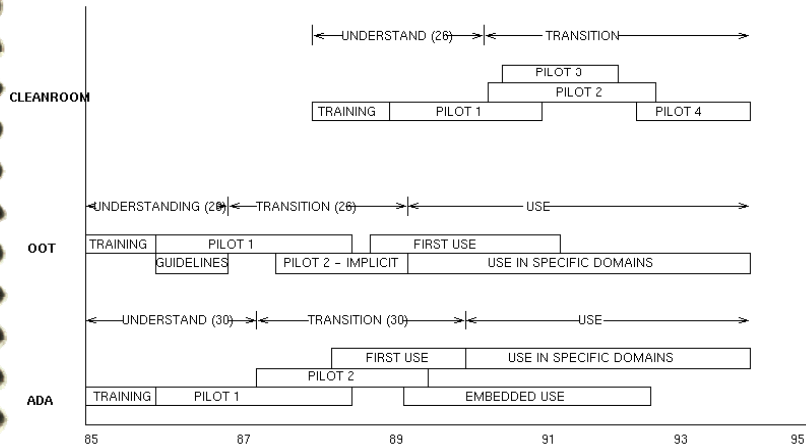 UNDERSTAND (26) TRANSITION
PILOT 3
PILOT 2
CLEANROOM
TRAINING PILOT 1 PILOT 4
UNDERSTANDING (26) TRANSITION (26) USE
OOT TRAINING PILOT 1 FIRST USE
GUIDELINES PILOT 2 - IMPLICIT USE IN SPECIFIC DOMAINS
UNDERSTAND (30) TRANSITION (30) USE
FIRST USE USE IN SPECIFIC DOMAINS
PILOT 2
ADA TRAINING PILOT 1 EMBEDDED USE
85 87 89 91 93 95